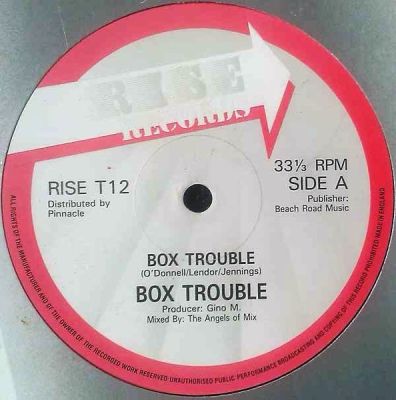 RISE
RECORDS
RISE T12
Distributed by
Pinnacle
33⅓ RPM
SIDE A
Publisher:
Beach Road Music
BOX TROUBLE
(O'Donnell/Lendor/Jennings)
BOX TROUBLE
Producer: Gino M.
Mixed By: The Angels of Mix
ALL RIGHTS OF THE MANUFACTURER AND OF THE OWNER OF THE RECORDED WORK RESERVED UNAUTHORISED PUBLIC PERFORMANCE BROADCASTING AND COPYING OF THIS RECORD PROHIBITED MADE IN ENGLAND